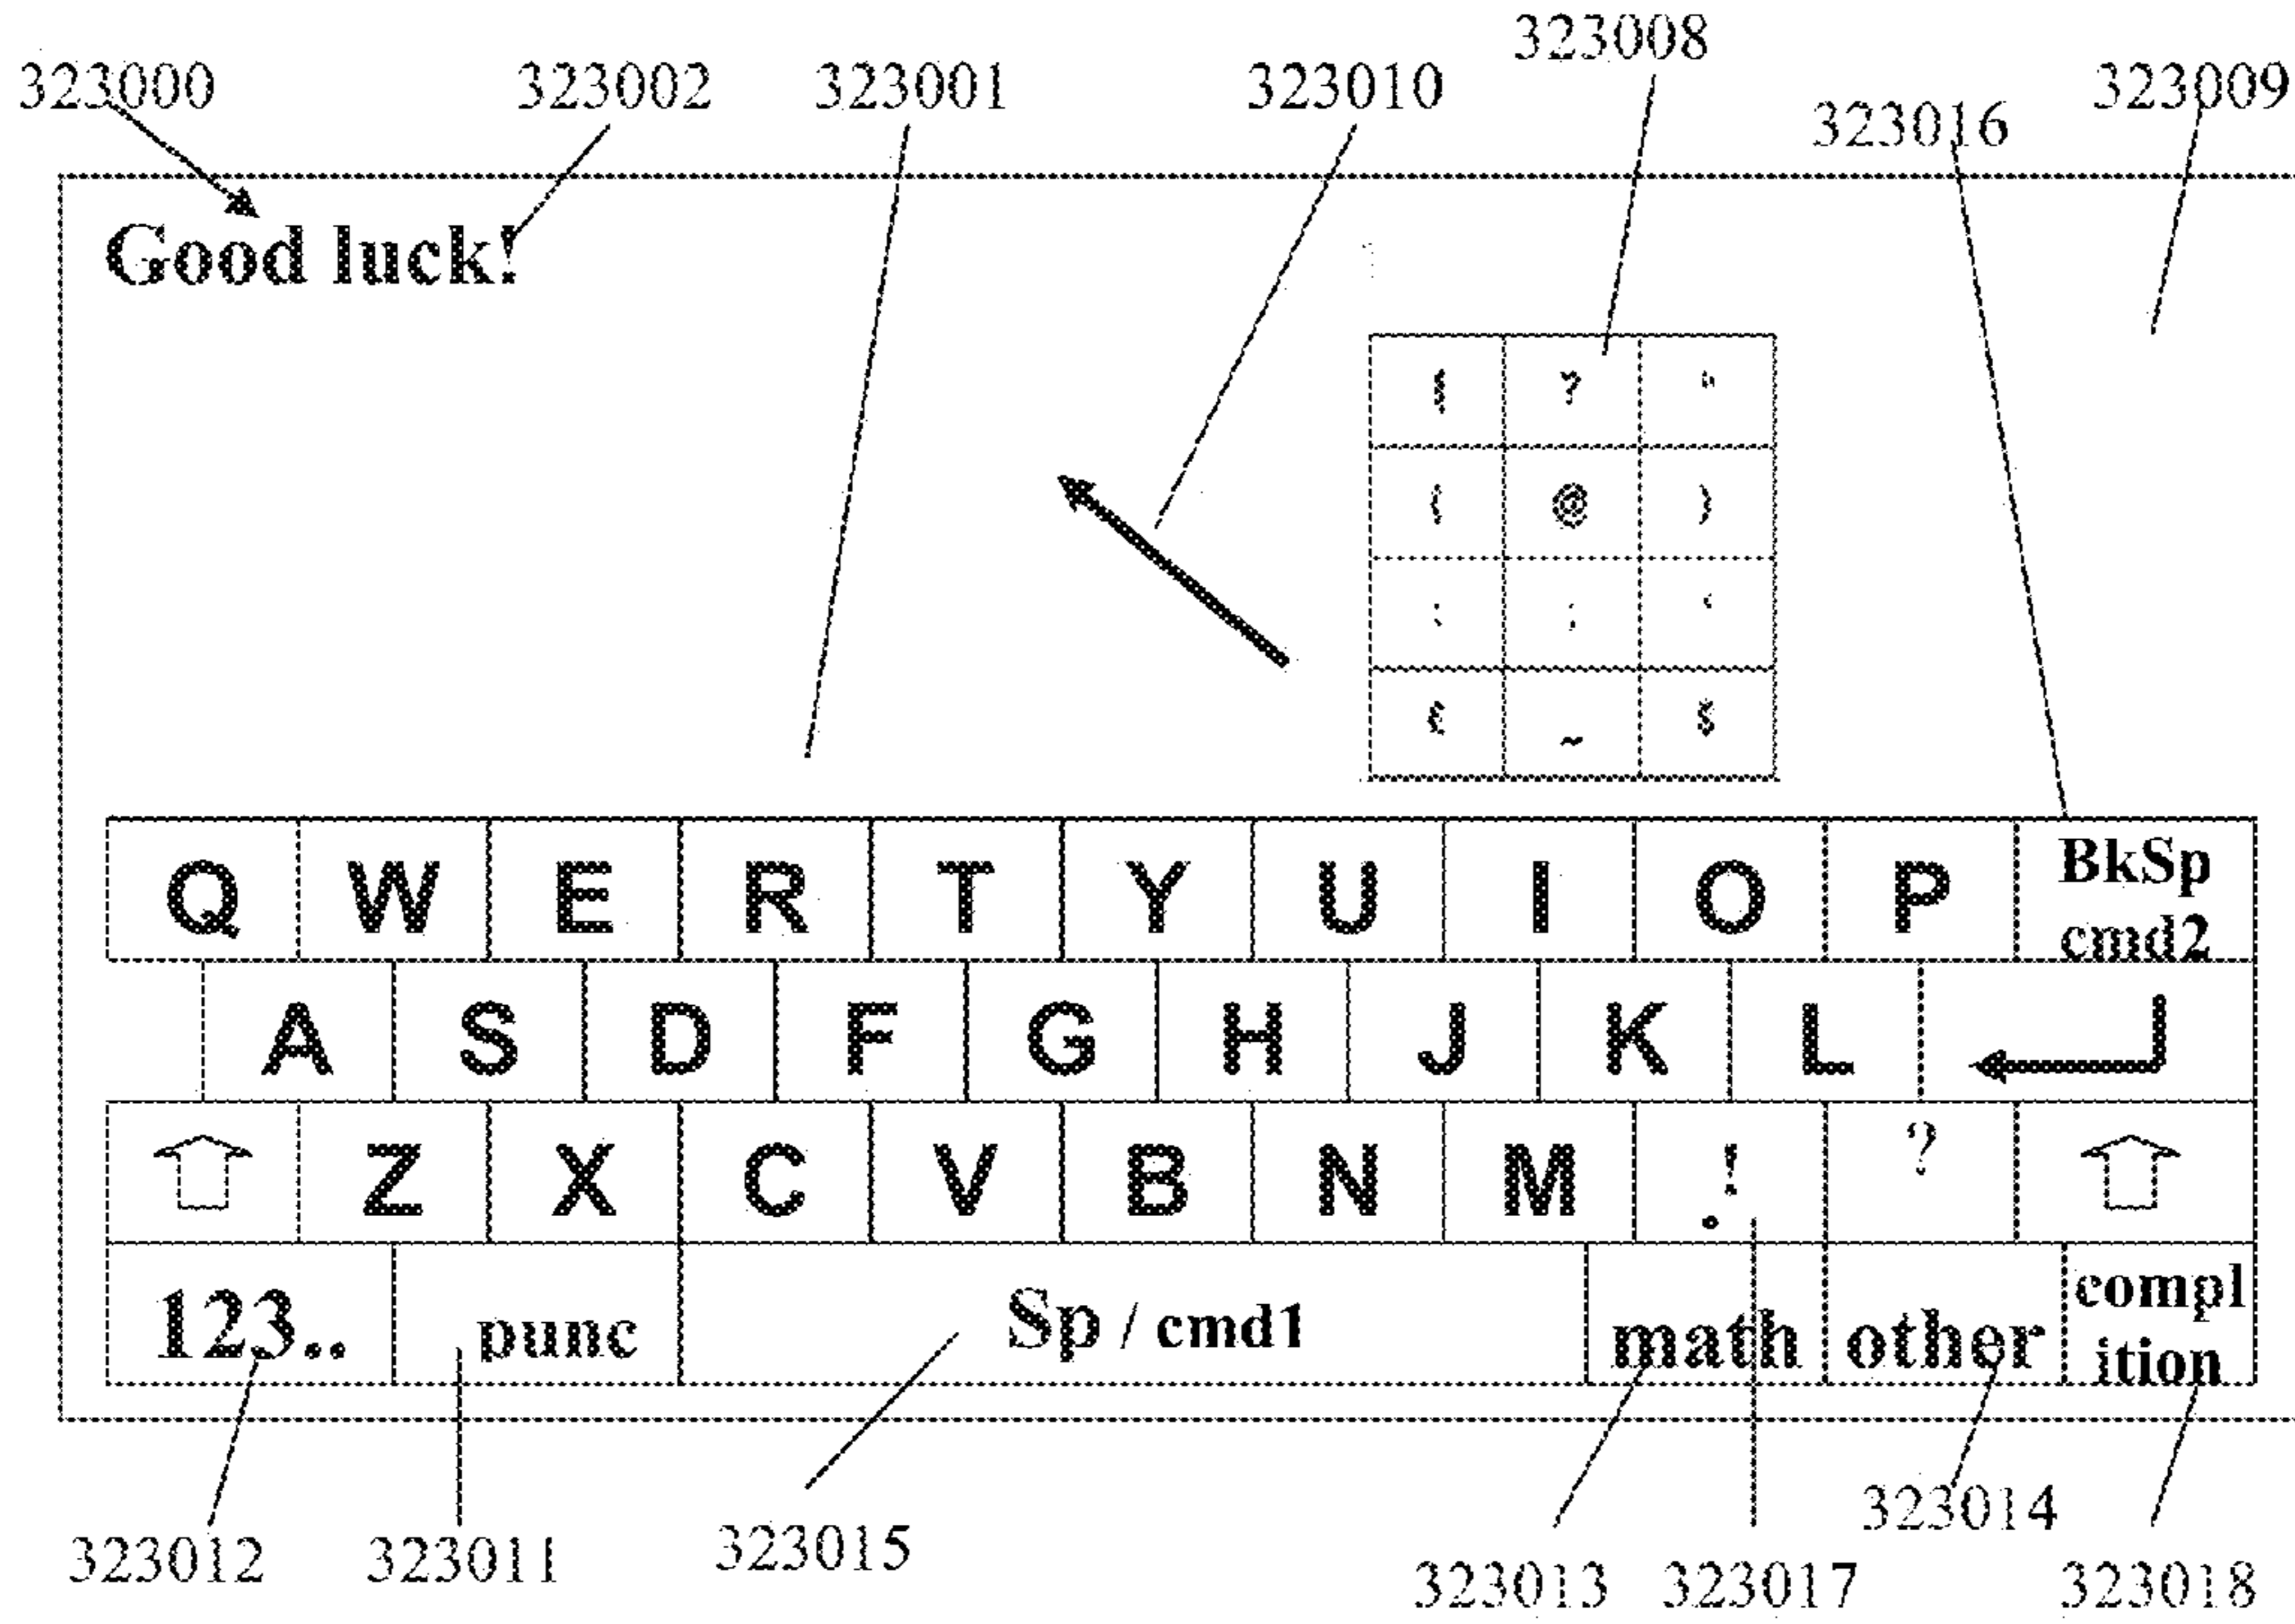 323008
323000 323002 323001 323010 323009
323016
Good luck!
? "
( @ )
: ; ‘
€ ~ $
Q W E R T Y U I O P BkSp
cmd2
A S D F G H J K L
Z X C V B N M . ! ?
123.. punc Sp / cmd1 math other compl
ition
323014
323012 323011 323015 323013 323017 323018